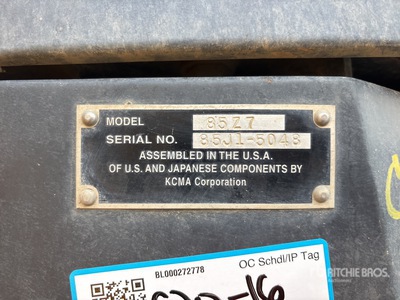 MODEL 85Z7
SERIAL NO. 85J1-5048
ASSEMBLED IN THE U.S.A.
OF U.S. AND JAPANESE COMPONENTS BY
KCMA Corporation
BL000272778
OC Schdl/IP Tag
RITCHIE BROS.